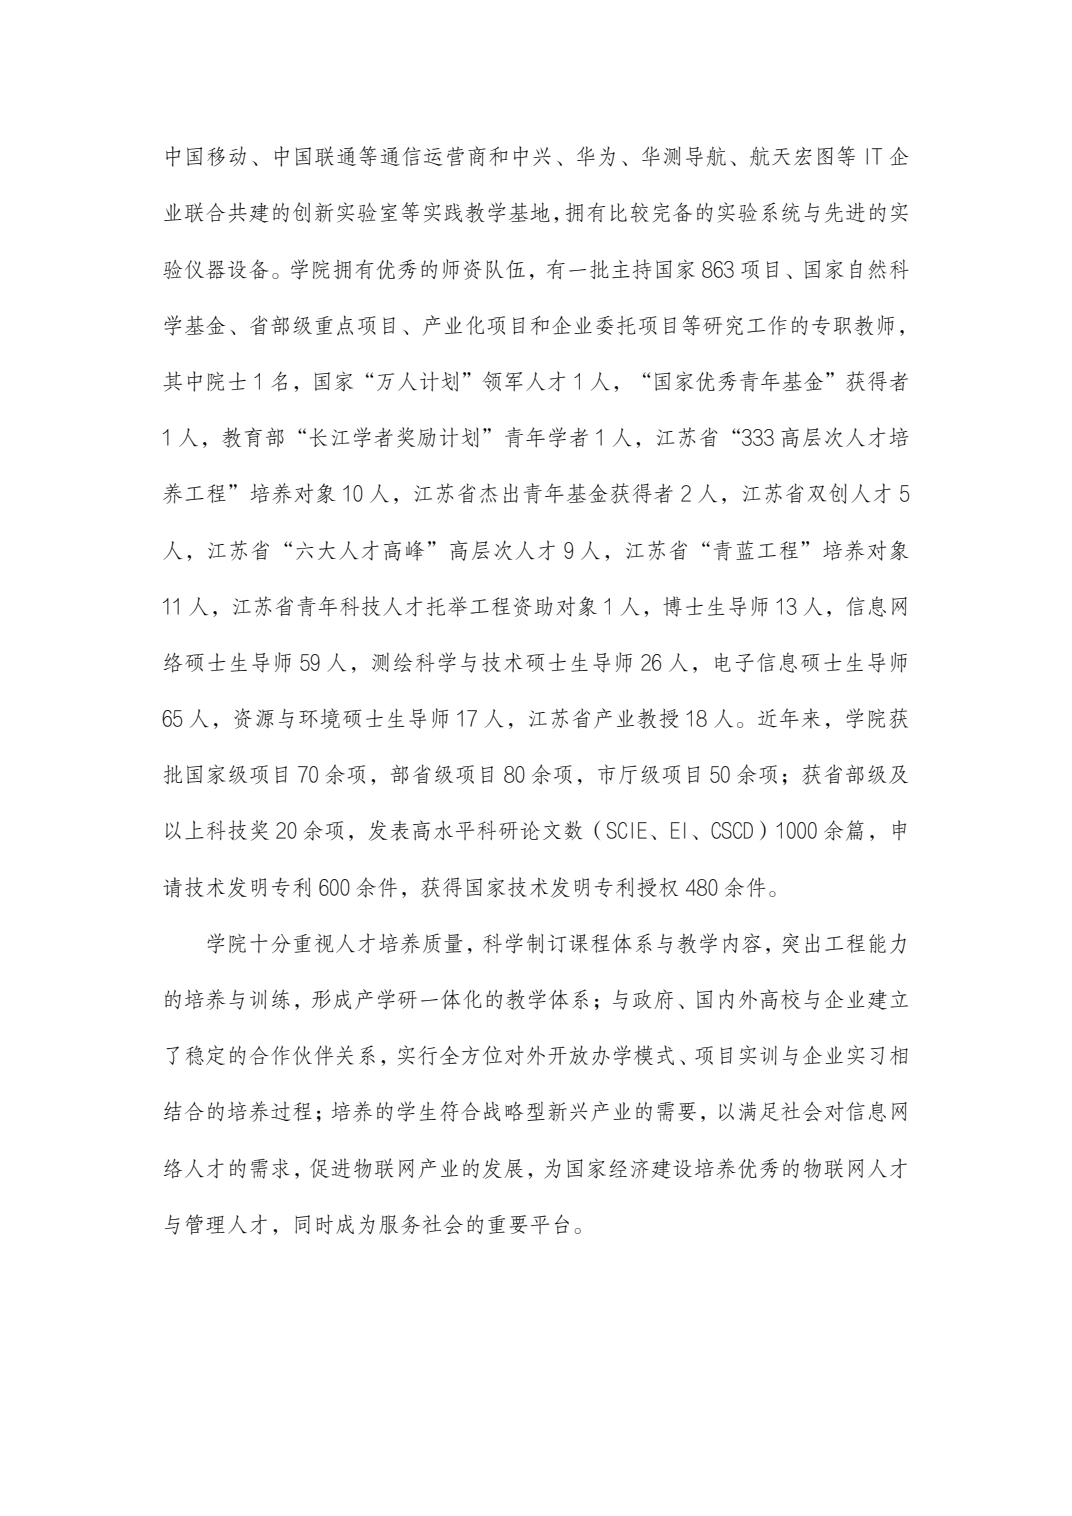 中国移动、中国联通等通信运营商和中兴、华为、华测导航、航天宏图等 IT 企
业联合共建的创新实验室等实践教学基地，拥有比较完备的实验系统与先进的实
验仪器设备。学院拥有优秀的师资队伍，有一批主持国家 863 项目、国家自然科
学基金、省部级重点项目、产业化项目和企业委托项目等研究工作的专职教师，
其中院士 1 名，国家“万人计划”领军人才 1 人，“国家优秀青年基金”获得者
1 人，教育部“长江学者奖励计划”青年学者 1 人，江苏省“333 高层次人才培
养工程”培养对象 10 人，江苏省杰出青年基金获得者 2 人，江苏省双创人才 5
人，江苏省“六大人才高峰”高层次人才 9 人，江苏省“青蓝工程”培养对象
11 人，江苏省青年科技人才托举工程资助对象 1 人，博士生导师 13 人，信息网
络硕士生导师 59 人，测绘科学与技术硕士生导师 26 人，电子信息硕士生导师
65 人，资源与环境硕士生导师 17 人，江苏省产业教授 18 人。近年来，学院获
批国家级项目 70 余项，部省级项目 80 余项，市厅级项目 50 余项；获省部级及
以上科技奖 20 余项，发表高水平科研论文数（SCIE、EI、CSCD）1000 余篇，申
请技术发明专利 600 余件，获得国家技术发明专利授权 480 余件。
学院十分重视人才培养质量，科学制订课程体系与教学内容，突出工程能力
的培养与训练，形成产学研一体化的教学体系；与政府、国内外高校与企业建立
了稳定的合作伙伴关系，实行全方位对外开放办学模式、项目实训与企业实习相
结合的培养过程；培养的学生符合战略型新兴产业的需要，以满足社会对信息网
络人才的需求，促进物联网产业的发展，为国家经济建设培养优秀的物联网人才
与管理人才，同时成为服务社会的重要平台。